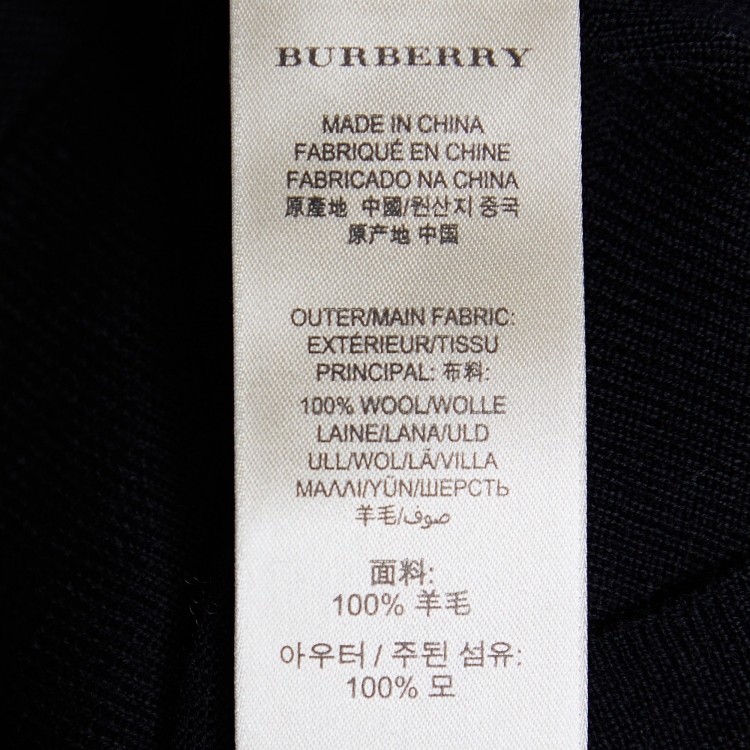 BURBERRY
MADE IN CHINA
FABRIQUÉ EN CHINE
FABRICADO NA CHINA
原產地 中國/원산지 중국
原产地 中国
OUTER/MAIN FABRIC:
EXTÉRIEUR/TISSU
PRINCIPAL: 布料:
100% WOOL/WOLLE
LAINE/LANA/ULD
ULL/WOL/LÃ/VILLA
ΜΑΛΛΙ/YÜN/ШЕРСТЬ
羊毛/صوف
面料:
100% 羊毛
아우터 / 주된 섬유:
100% 모